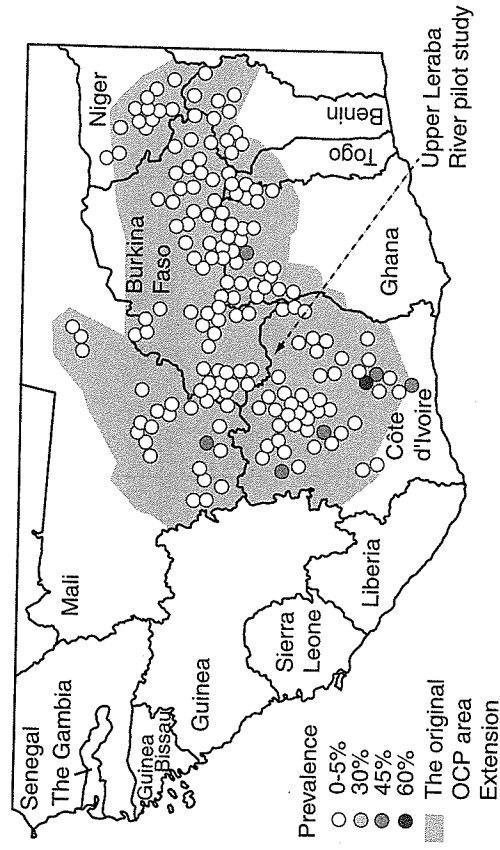 Senegal
The Gambia
Guinea
Bissau
Guinea
Sierra
Leone
Liberia
Mali
Côte
d'Ivoire
Burkina
Faso
Ghana
Togo
Benin
Niger
Upper Leraba
River pilot study
Prevalence
0-5%
30%
45%
60%
The original
OCP area
Extension